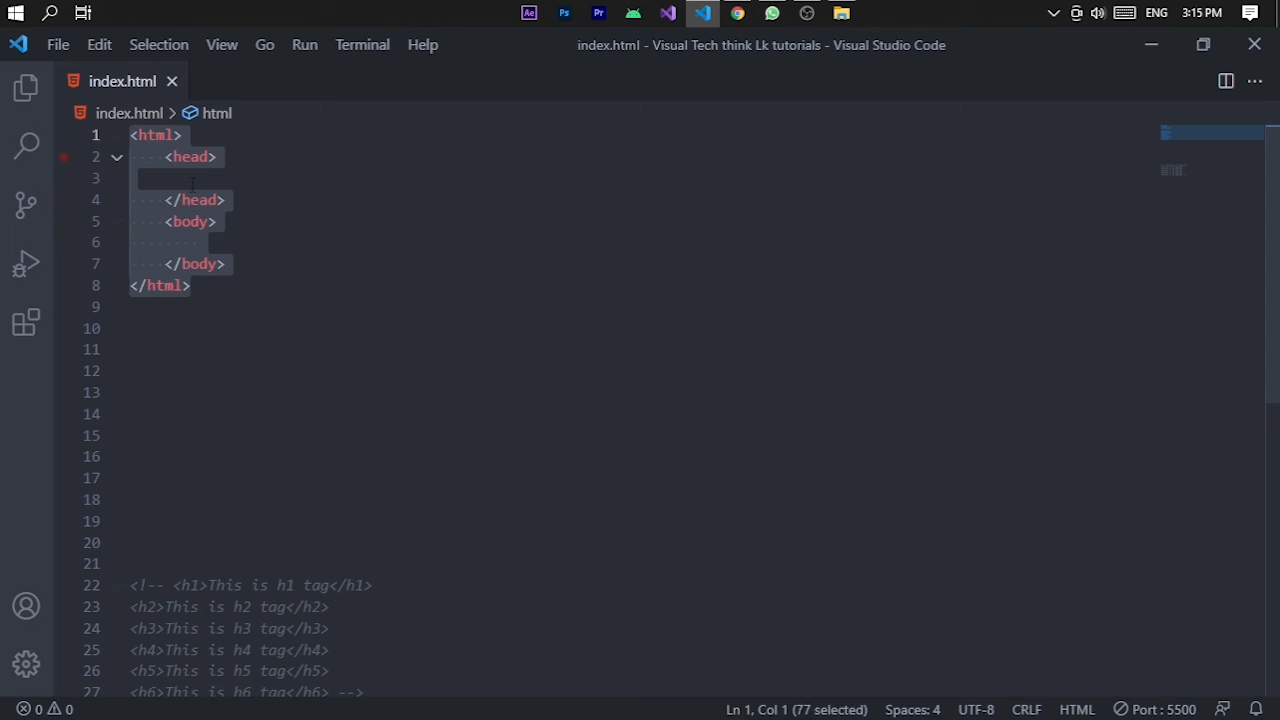 Ae Ps Pr ENG 3:15 PM
File Edit Selection View Go Run Terminal Help index.html - Visual Tech think Lk tutorials - Visual Studio Code
index.html
index.html > html
1 <html>
2 <head>
3
4 </head>
5 <body>
6
7 </body>
8 </html>
9
10
11
12
13
14
15
16
17
18
19
20
21
22 <!-- <h1>This is h1 tag</h1>
23 <h2>This is h2 tag</h2>
24 <h3>This is h3 tag</h3>
25 <h4>This is h4 tag</h4>
26 <h5>This is h5 tag</h5>
27 <h6>This is h6 tag</h6> -->
0 0 Ln 1, Col 1 (77 selected) Spaces: 4 UTF-8 CRLF HTML Port : 5500